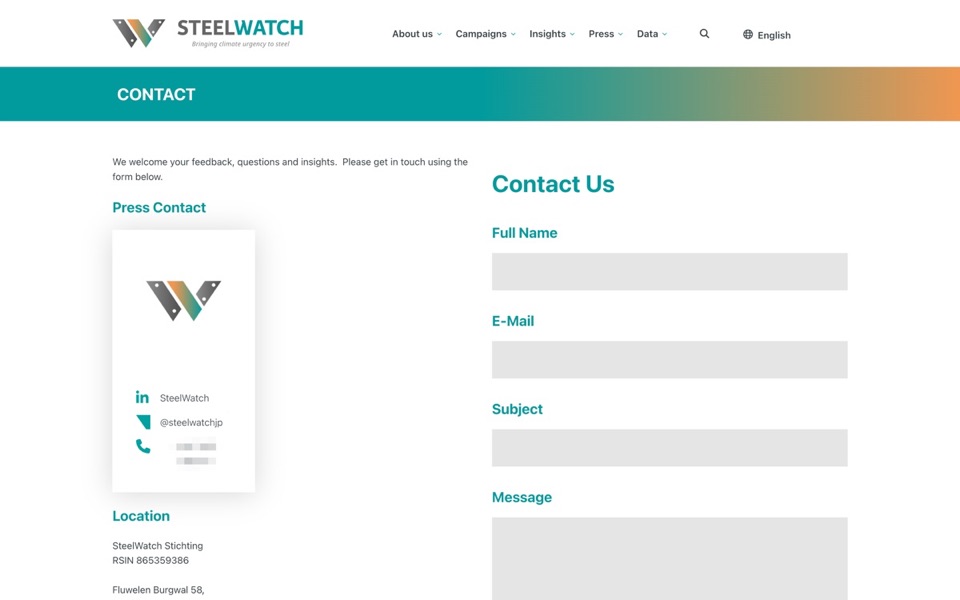 STEELWATCH
Bringing climate urgency to steel
About us
Campaigns
Insights
Press
Data
English
CONTACT
We welcome your feedback, questions and insights.  Please get in touch using the
form below.
Press Contact
in SteelWatch
@steelwatchjp
Location
SteelWatch Stichting
RSIN 865359386
Fluwelen Burgwal 58,
Contact Us
Full Name
E-Mail
Subject
Message